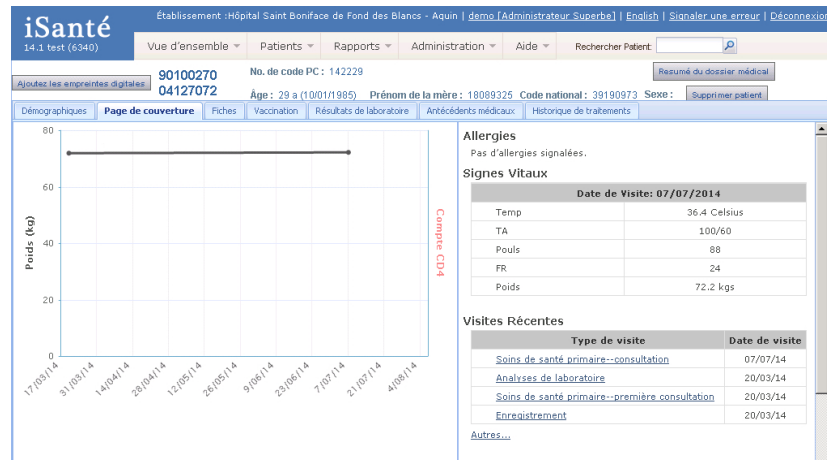 iSanté
14.1 test (6340)
Établissement :Hôpital Saint Boniface de Fond des Blancs - Aquin | demo [Administrateur Superbe] | English | Signaler une erreur | Déconnexion
Vue d'ensemble Patients Rapports Administration Aide Rechercher Patient:
Ajoutez les empreintes digitales
90100270
04127072
No. de code PC : 142229
Resumé du dossier médical
Âge : 29 a (10/01/1985) Prénom de la mère : 18089325 Code national : 39190973 Sexe :
Supprimer patient
Démographiques Page de couverture Fiches Vaccination Résultats de laboratoire Antécédents médicaux Historique de traitements
80
60
40
20
0
Poids (kg)
Compte CD4
17/03/14 31/03/14 14/04/14 28/04/14 12/05/14 26/05/14 9/06/14 23/06/14 7/07/14 21/07/14 4/08/14
Allergies
Pas d'allergies signalées.
Signes Vitaux
Date de Visite: 07/07/2014
Temp 36.4 Celsius
TA 100/60
Pouls 88
FR 24
Poids 72.2 kgs
Visites Récentes
Type de visite Date de visite
Soins de santé primaire--consultation 07/07/14
Analyses de laboratoire 20/03/14
Soins de santé primaire--première consultation 20/03/14
Enregistrement 20/03/14
Autres...